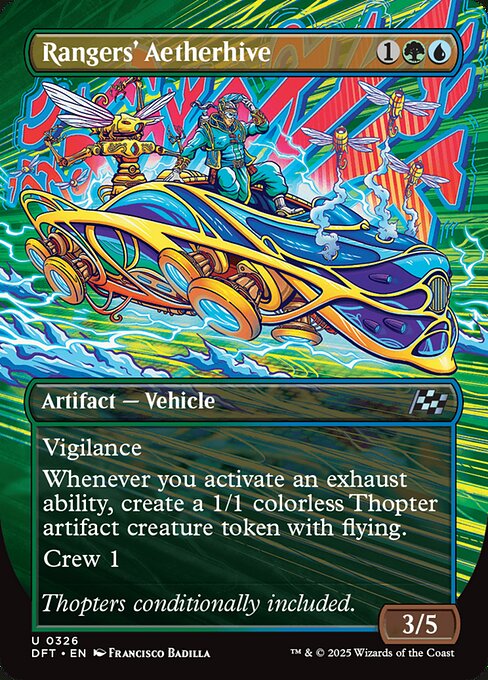 Rangers' Aetherhive 1
Artifact — Vehicle
Vigilance
Whenever you activate an exhaust
ability, create a 1/1 colorless Thopter
artifact creature token with flying.
Crew 1
Thopters conditionally included.
3/5
U 0326
DFT • EN Francisco Badilla
™ & © 2025 Wizards of the Coast